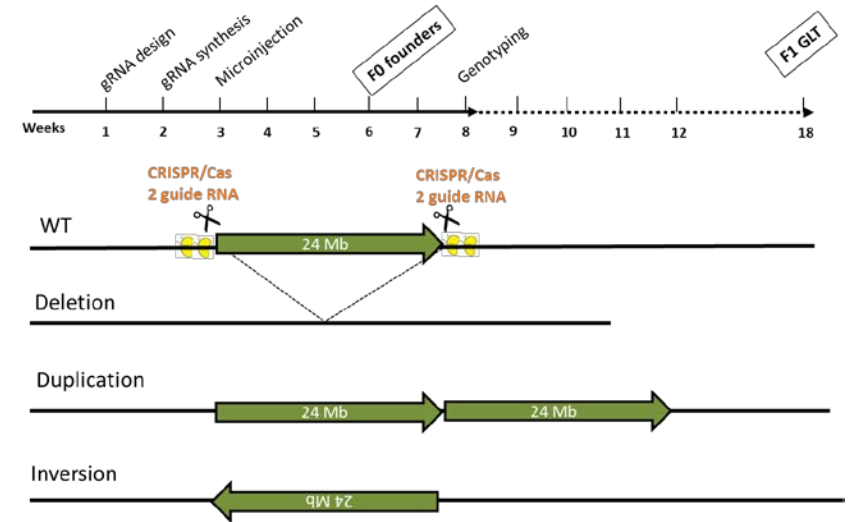 gRNA design
gRNA synthesis
Microinjection
F0 founders
Genotyping
F1 GLT
Weeks 1 2 3 4 5 6 7 8 9 10 11 12 18
CRISPR/Cas
2 guide RNA
CRISPR/Cas
2 guide RNA
WT
24 Mb
Deletion
Duplication
24 Mb 24 Mb
Inversion
24 Mb